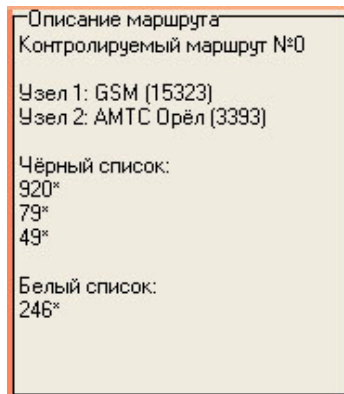 Описание маршрута
Контролируемый маршрут №0
Узел 1: GSM (15323)
Узел 2: АМТС Орёл (3393)
Чёрный список:
920*
79*
49*
Белый список:
246*